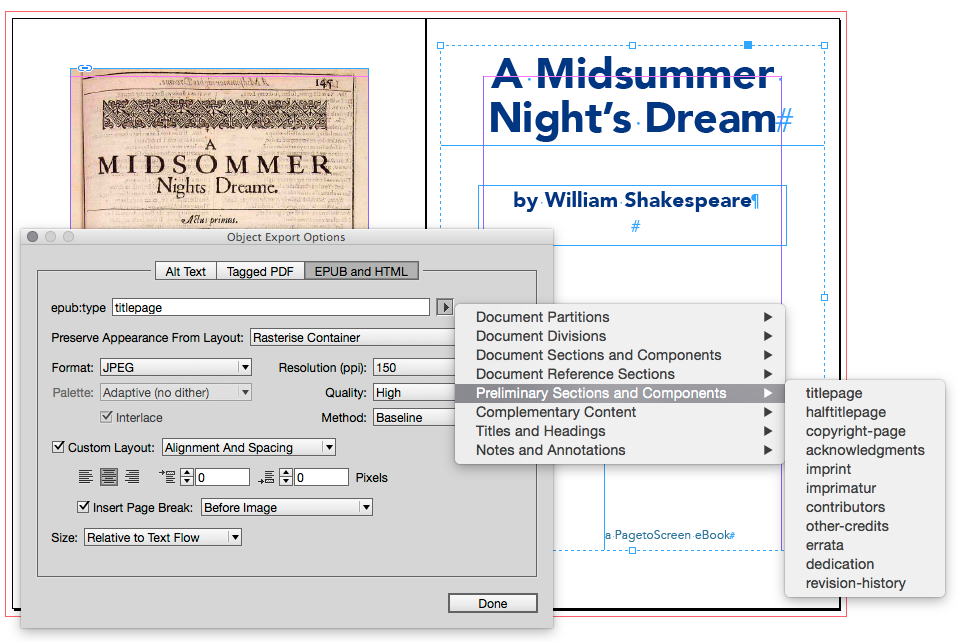 145
A
MIDSOMMER
Nights Dreame.
Actus primus.
A Midsummer
Night’s Dream#
by William Shakespeare¶
#
a PagetoScreen eBook#
Object Export Options
Alt Text
Tagged PDF
EPUB and HTML
epub:type
titlepage
Preserve Appearance From Layout:
Rasterise Container
Format:
JPEG
Resolution (ppi):
150
Palette:
Adaptive (no dither)
Quality:
High
Interlace
Method:
Baseline
Custom Layout:
Alignment And Spacing
0
0
Pixels
Insert Page Break:
Before Image
Size:
Relative to Text Flow
Done
Document Partitions
Document Divisions
Document Sections and Components
Document Reference Sections
Preliminary Sections and Components
Complementary Content
Titles and Headings
Notes and Annotations
titlepage
halftitlepage
copyright-page
acknowledgments
imprint
imprimatur
contributors
other-credits
errata
dedication
revision-history